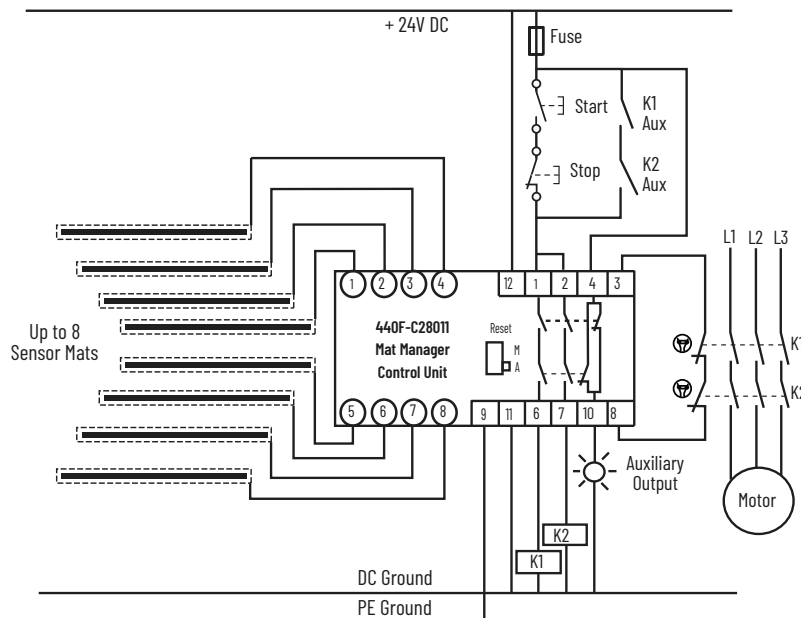 + 24V DC
Fuse
Start
K1
Aux
Stop
K2
Aux
L1 L2 L3
1 2 3 4
12 1 2 4 3
440F-C28011
Mat Manager
Control Unit
Reset
M
A
Up to 8
Sensor Mats
K1
K2
5 6 7 8
9 11 6 7 10 8
Auxiliary
Output
Motor
K2
K1
DC Ground
PE Ground